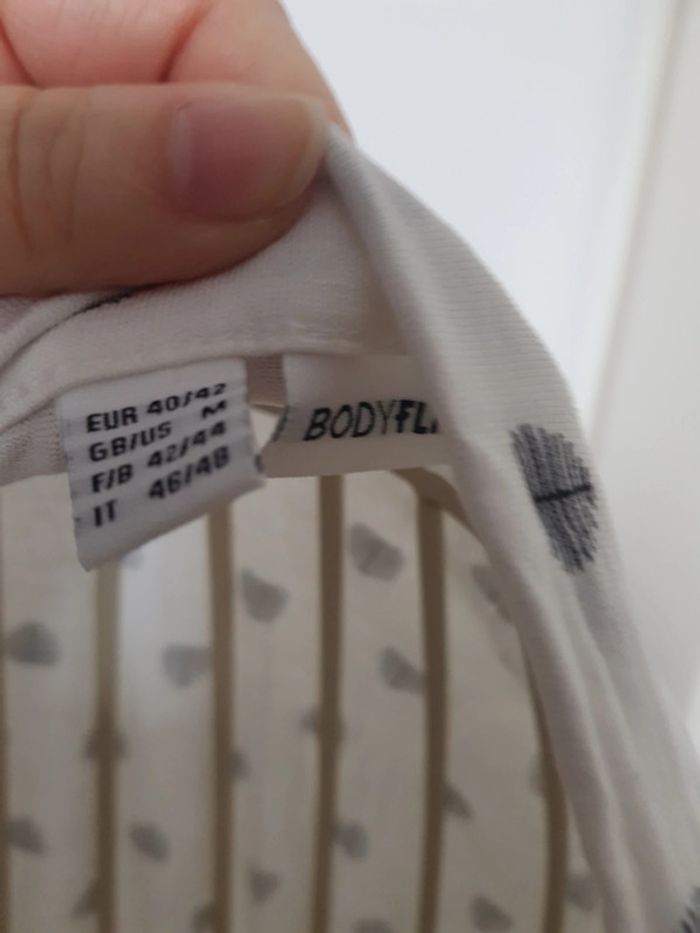 EUR 40/42
GB/US M
F/B 42/44
IT 46/48
BODYFL